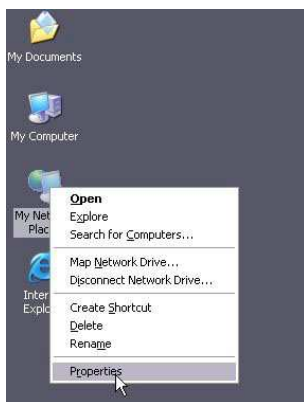 My Documents
My Computer
My Net
Plac
Inter
Explo
Open
Explore
Search for Computers...
Map Network Drive...
Disconnect Network Drive...
Create Shortcut
Delete
Rename
Properties